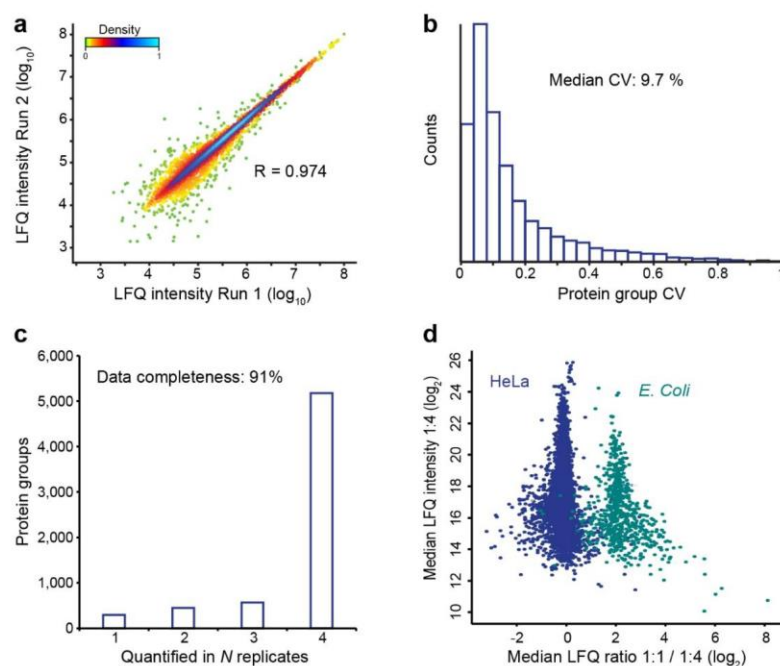 a
Density
0 1
8
7
6
5
4
3
LFQ intensity Run 2 (log10)
R = 0.974
3 4 5 6 7 8
LFQ intensity Run 1 (log10)
b
Median CV: 9.7 %
Counts
0 0.2 0.4 0.6 0.8 1
Protein group CV
c
6,000
5,000
4,000
3,000
2,000
1,000
0
Data completeness: 91%
Protein groups
1 2 3 4
Quantified in N replicates
d
26
24
22
20
18
16
14
12
10
HeLa
E. Coli
Median LFQ intensity 1:4 (log2)
-2 0 2 4 6 8
Median LFQ ratio 1:1 / 1:4 (log2)